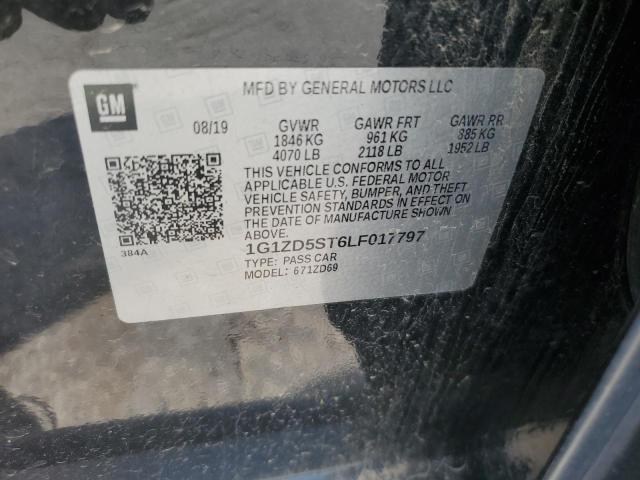 GM
MFD BY GENERAL MOTORS LLC
08/19 GVWR GAWR FRT GAWR RR
1846 KG 961 KG 885 KG
4070 LB 2118 LB 1952 LB
THIS VEHICLE CONFORMS TO ALL
APPLICABLE U.S. FEDERAL MOTOR
VEHICLE SAFETY, BUMPER, AND THEFT
PREVENTION STANDARDS IN EFFECT ON
THE DATE OF MANUFACTURE SHOWN
ABOVE.
384A
1G1ZD5ST6LF017797
TYPE: PASS CAR
MODEL: 671ZD69